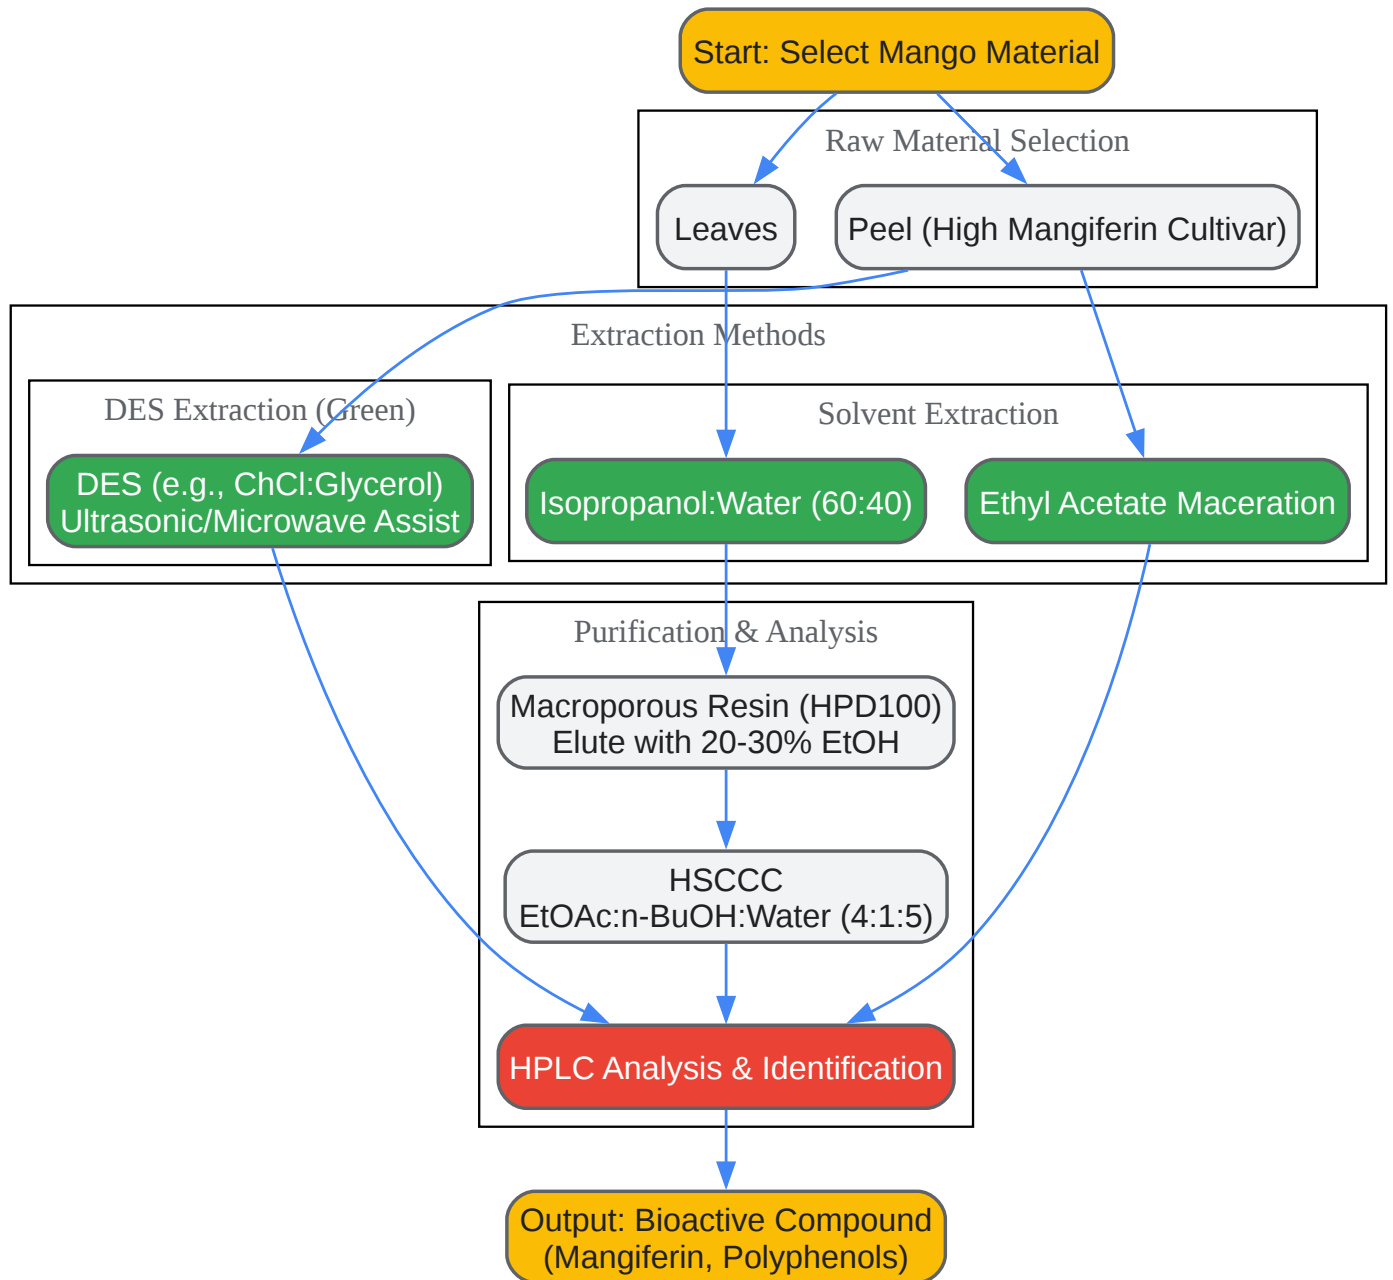 Start: Select Mango Material
Raw Material Selection
Leaves
Peel (High Mangiferin Cultivar)
Extraction Methods
DES Extraction (Green)
Solvent Extraction
DES (e.g., ChCl:Glycerol)
Ultrasonic/Microwave Assist
Isopropanol:Water (60:40)
Ethyl Acetate Maceration
Purification & Analysis
Macroporous Resin (HPD100)
Elute with 20-30% EtOH
HSCCC
EtOAc:n-BuOH:Water (4:1:5)
HPLC Analysis & Identification
Output: Bioactive Compound
(Mangiferin, Polyphenols)